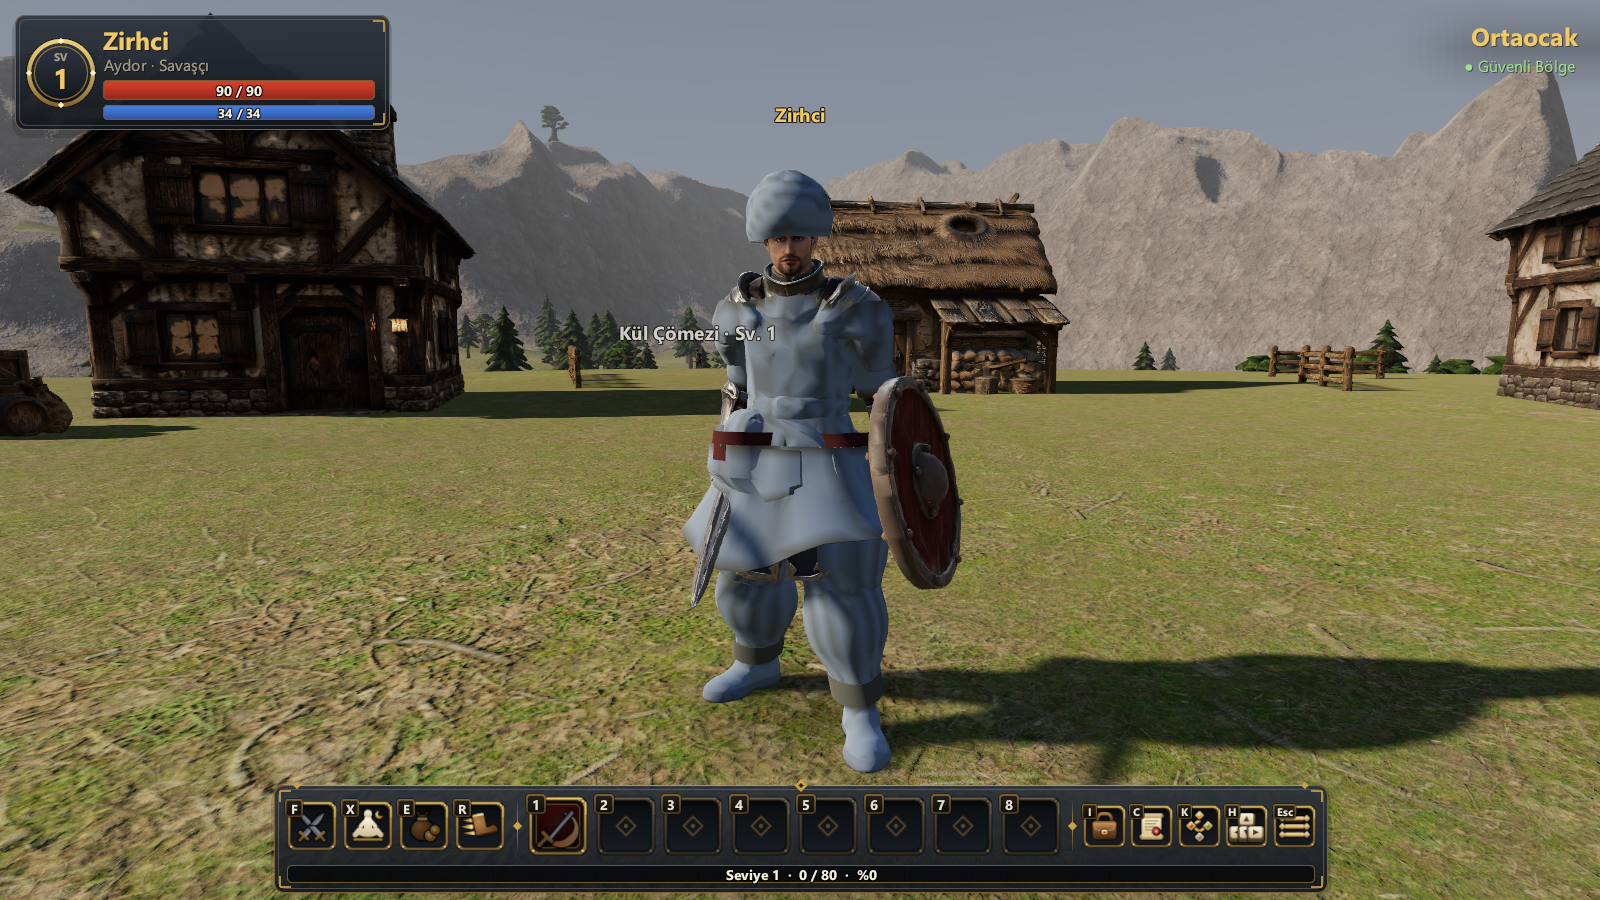 SV
1
Zirhci
Aydor · Savaşçı
90 / 90
34 / 34
Ortaocak
Güvenli Bölge
Zirhci
Kül Çömezi · Sv. 1
F
X
E
R
1
2
3
4
5
6
7
8
I
C
K
H
Esc
Seviye 1 · 0 / 80 · %0